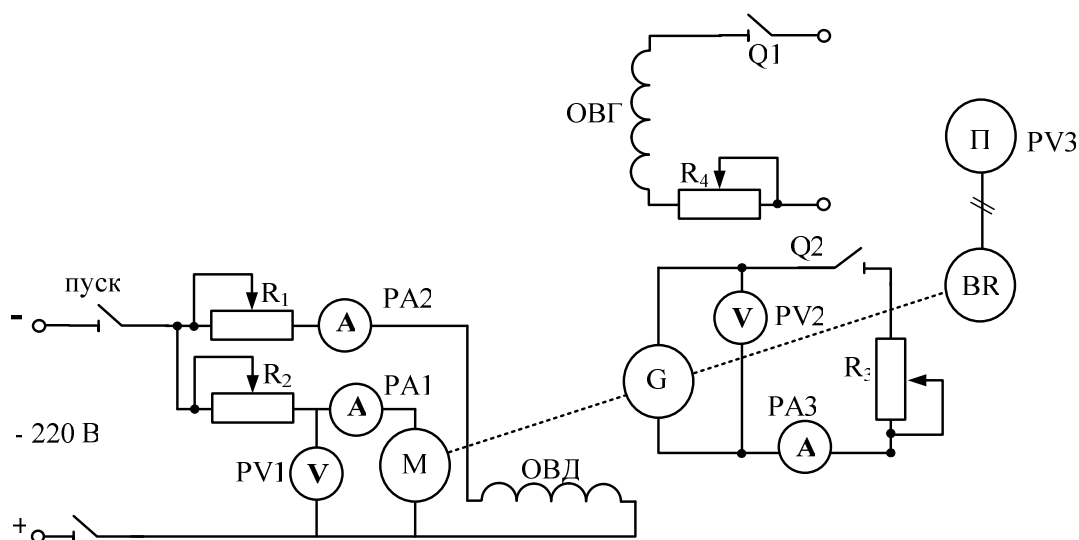 Q1
ОВГ
R4
П PV3
Q2
BR
пуск
R1 PA2
-
A
V PV2
G
R3
R2 PA1
A
PA3
A
- 220 В
PV1 V
M
ОВД
+